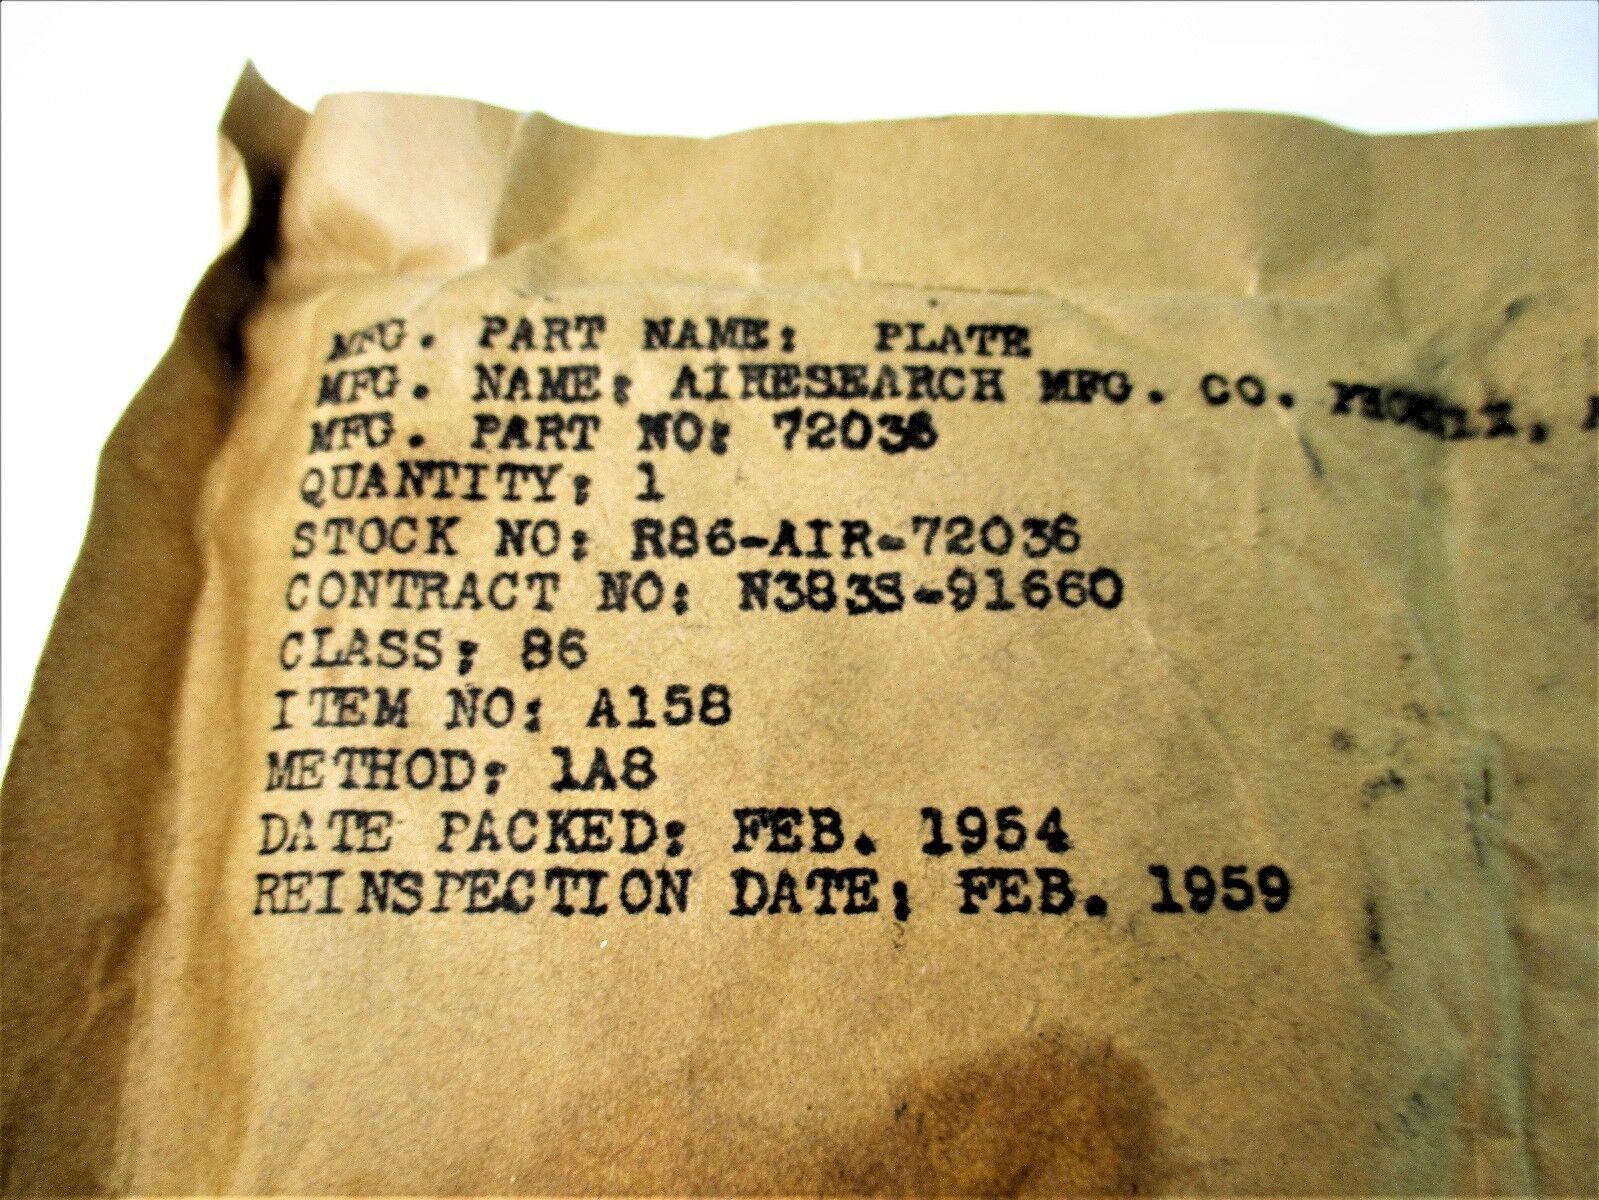 MFG. PART NAME: PLATE
MFG. NAME: AIRESEARCH MFG. CO. PHOENIX,
MFG. PART NO: 72036
QUANTITY: 1
STOCK NO: R86-AIR-72036
CONTRACT NO: N383S-91660
CLASS: 86
ITEM NO: A158
METHOD: 1A8
DATE PACKED: FEB. 1954
REINSPECTION DATE: FEB. 1959